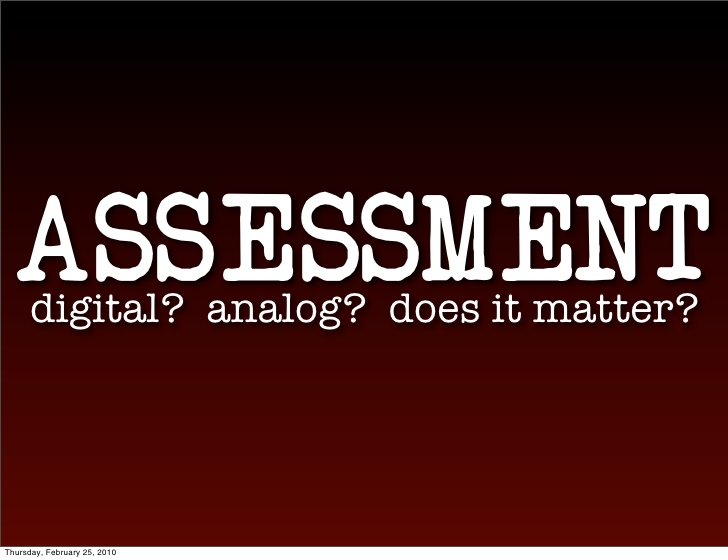 ASSESSMENT
digital? analog? does it matter?
Thursday, February 25, 2010